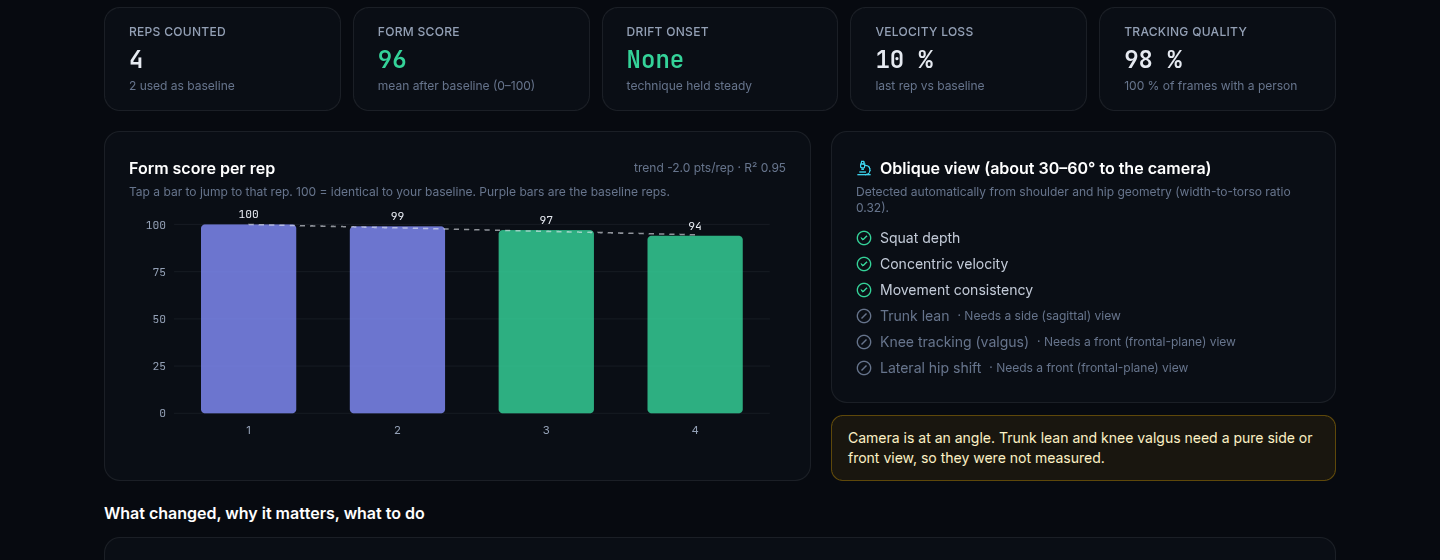 REPS COUNTED
4
2 used as baseline
FORM SCORE
96
mean after baseline (0–100)
DRIFT ONSET
None
technique held steady
VELOCITY LOSS
10 %
last rep vs baseline
TRACKING QUALITY
98 %
100 % of frames with a person
Form score per rep
trend -2.0 pts/rep · R² 0.95
Tap a bar to jump to that rep. 100 = identical to your baseline. Purple bars are the baseline reps.
100
99
97
94
100
75
50
25
0
1
2
3
4
Oblique view (about 30–60° to the camera)
Detected automatically from shoulder and hip geometry (width-to-torso ratio
0.32).
Squat depth
Concentric velocity
Movement consistency
Trunk lean · Needs a side (sagittal) view
Knee tracking (valgus) · Needs a front (frontal-plane) view
Lateral hip shift · Needs a front (frontal-plane) view
Camera is at an angle. Trunk lean and knee valgus need a pure side or
front view, so they were not measured.
What changed, why it matters, what to do